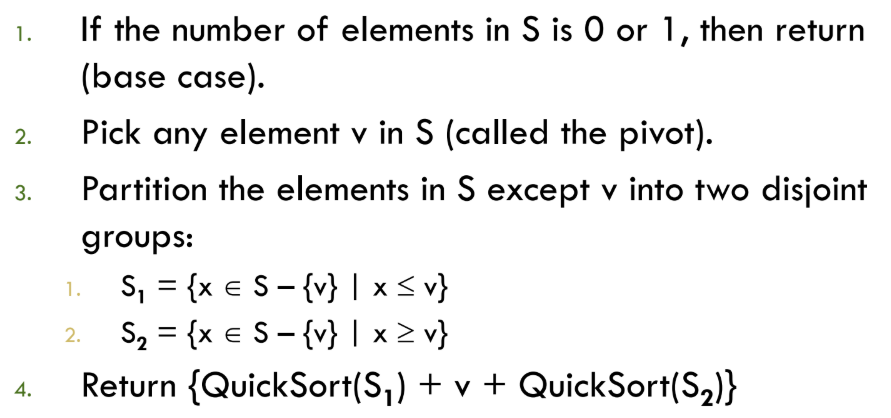 1. If the number of elements in S is 0 or 1, then return
(base case).
2. Pick any element v in S (called the pivot).
3. Partition the elements in S except v into two disjoint
groups:
1. S₁ = {x ∈ S – {v} | x ≤ v}
2. S₂ = {x ∈ S – {v} | x ≥ v}
4. Return {QuickSort(S₁) + v + QuickSort(S₂)}